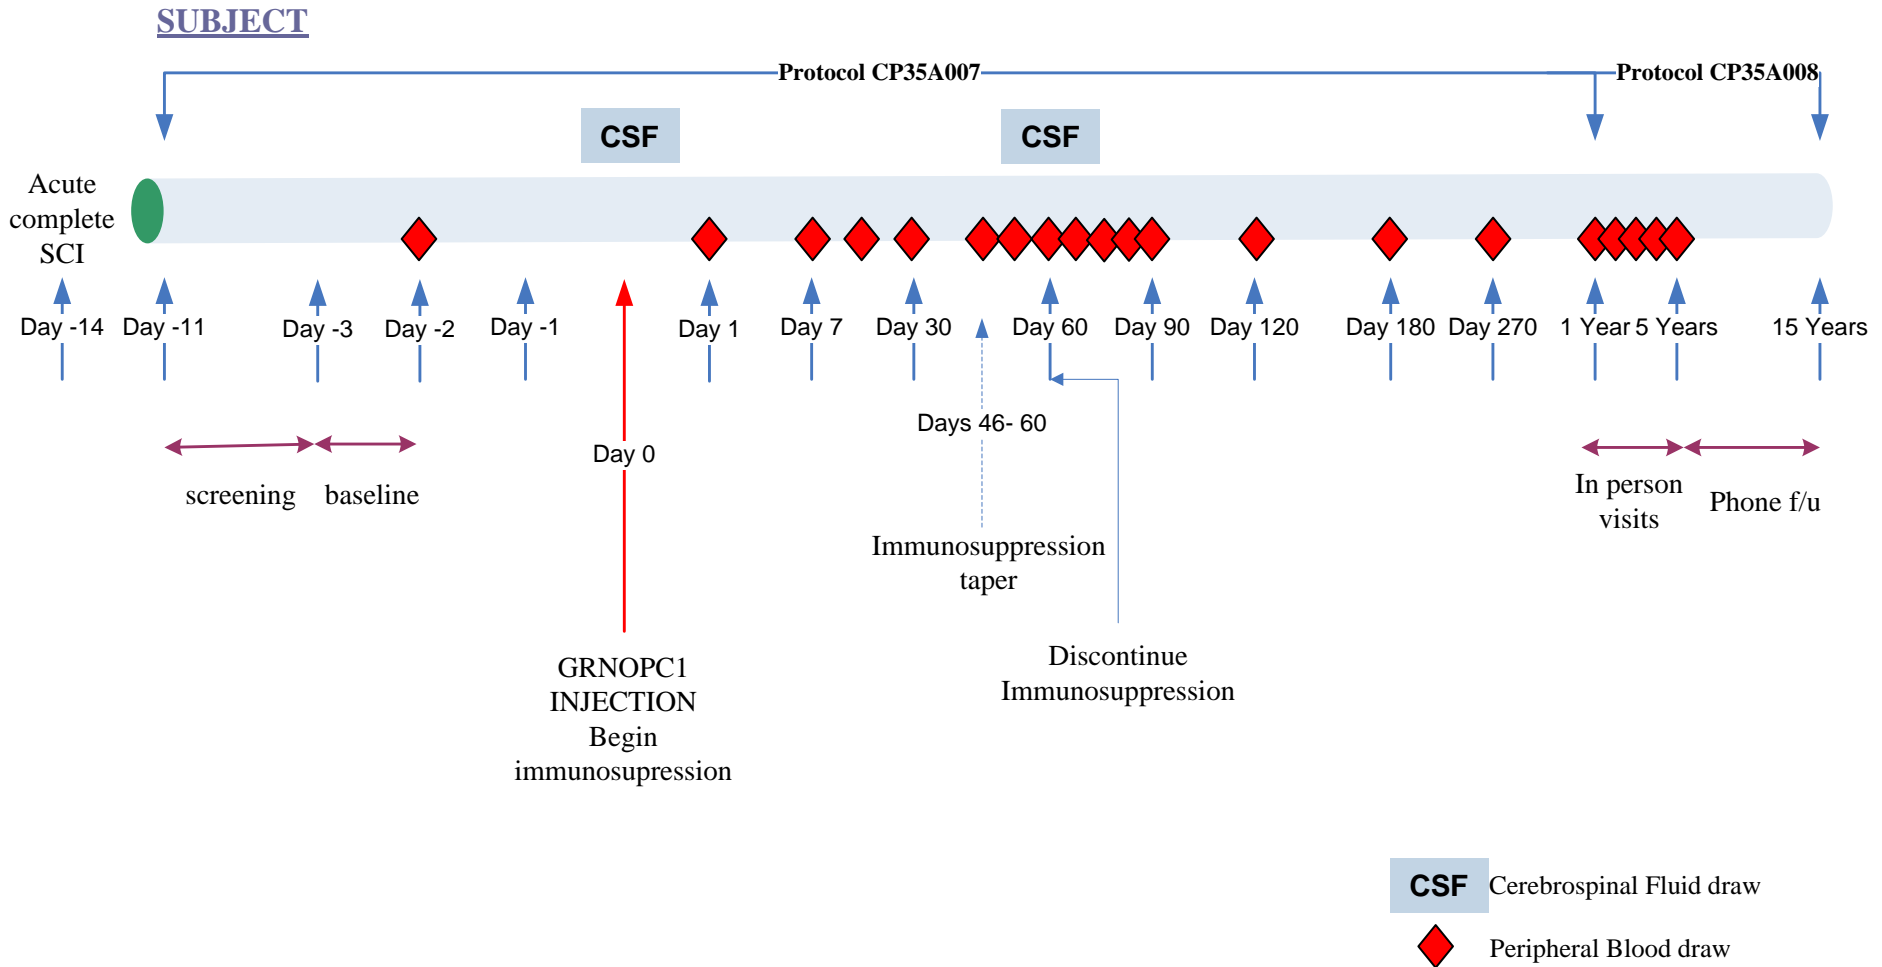 SUBJECT
Protocol CP35A007
Protocol CP35A008
CSF
CSF
Acute
complete
SCI
Day -14
Day -11
Day -3
Day -2
Day -1
Day 1
Day 7
Day 30
Day 60
Day 90
Day 120
Day 180
Day 270
1 Year
5 Years
15 Years
Days 46- 60
Day 0
screening
baseline
In person
visits
Phone f/u
Immunosuppression
taper
Discontinue
Immunosuppression
GRNOPC1
INJECTION
Begin
immunosupression
CSF
Cerebrospinal Fluid draw
Peripheral Blood draw